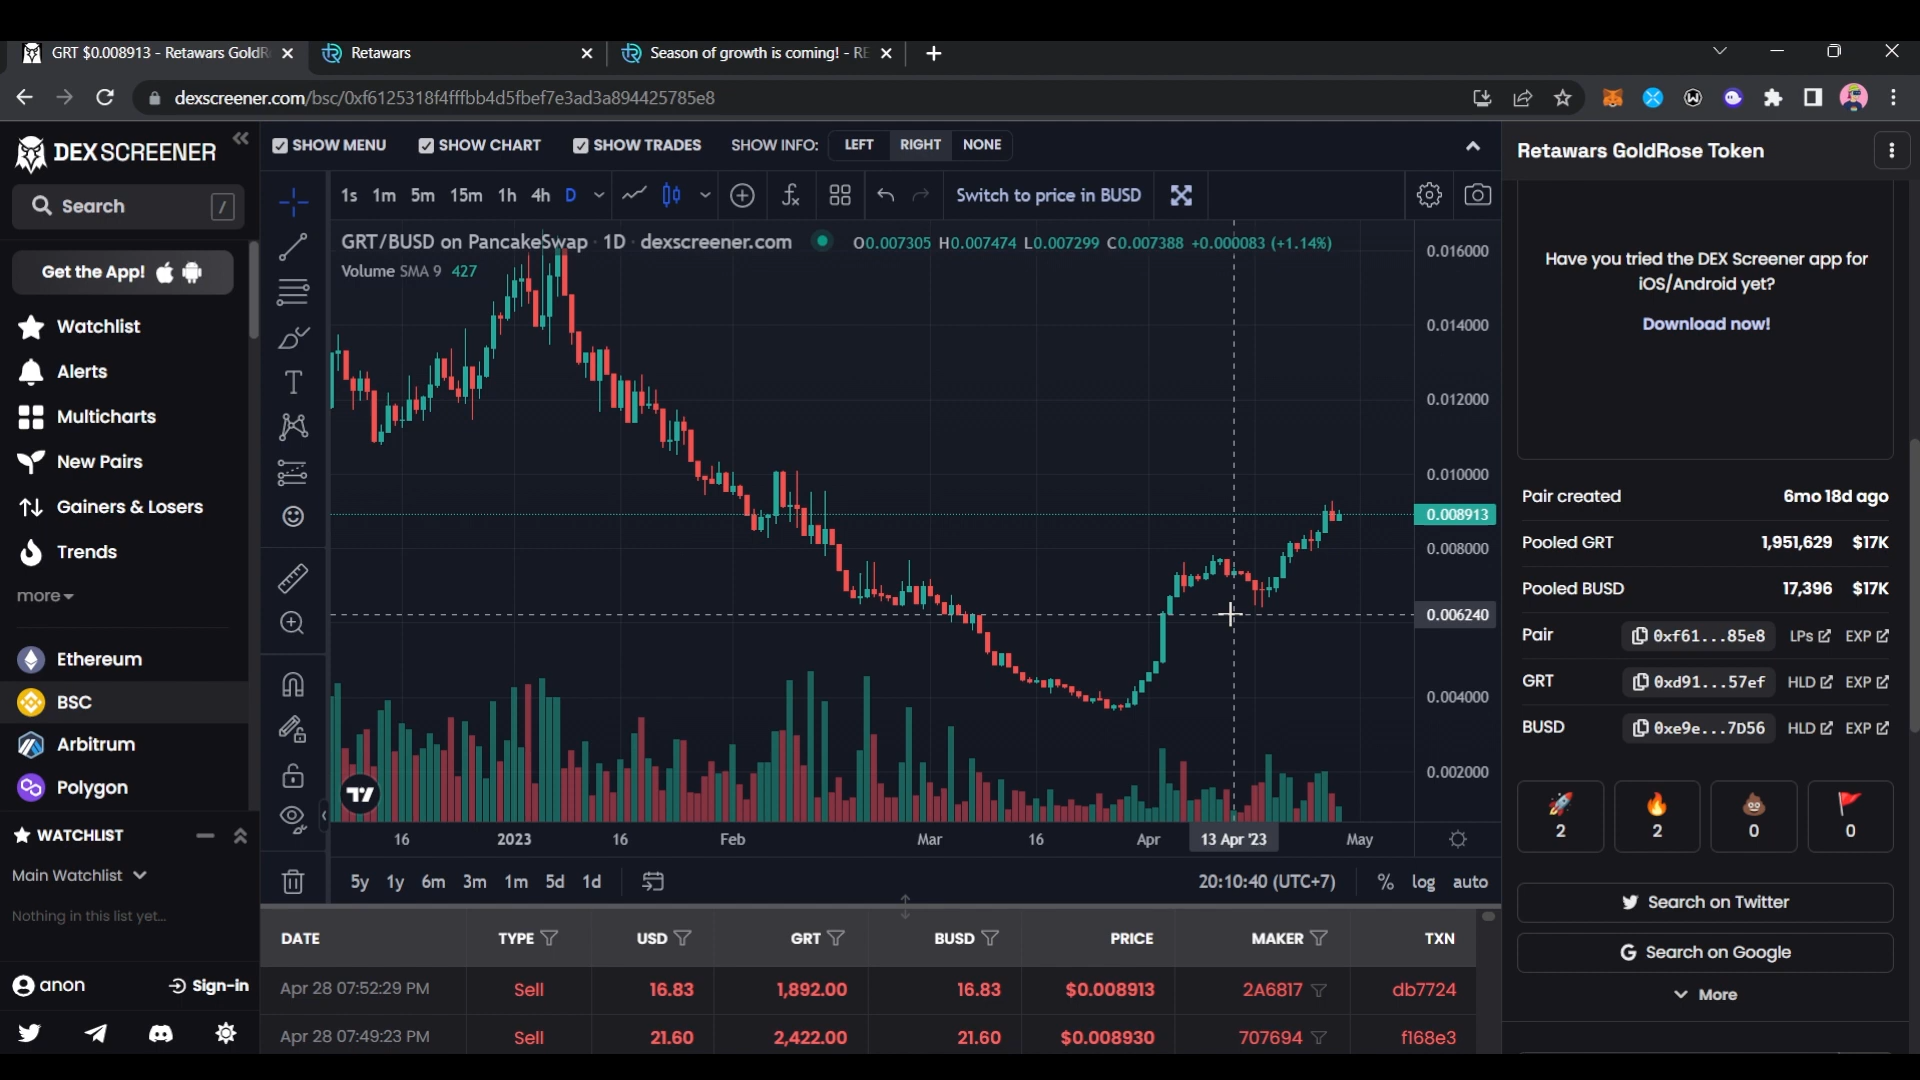 GRT $0.008913 - Retawars GoldR
Retawars
Season of growth is coming! - RE
dexscreener.com/bsc/0xf6125318f4fffbb4d5fbef7e3ad3a894425785e8
DEXSCREENER
Search
/
Get the App!
Watchlist
Alerts
Multicharts
New Pairs
Gainers & Losers
Trends
more
Ethereum
BSC
Arbitrum
Polygon
WATCHLIST
Main Watchlist
Nothing in this list yet...
anon
Sign-in
SHOW MENU
SHOW CHART
SHOW TRADES
SHOW INFO:
LEFT
RIGHT
NONE
1s 1m 5m 15m 1h 4h D
Switch to price in BUSD
GRT/BUSD on PancakeSwap · 1D · dexscreener.com
O0.007305 H0.007474 L0.007299 C0.007388 +0.000083 (+1.14%)
Volume SMA 9 427
0.016000
0.014000
0.012000
0.010000
0.008913
0.008000
0.006240
0.004000
0.002000
16 2023 16 Feb Mar 16 Apr 13 Apr '23 May
5y 1y 6m 3m 1m 5d 1d
20:10:40 (UTC+7)
% log auto
DATE TYPE USD GRT BUSD PRICE MAKER TXN
Apr 28 07:52:29 PM Sell 16.83 1,892.00 16.83 $0.008913 2A6817 db7724
Apr 28 07:49:23 PM Sell 21.60 2,422.00 21.60 $0.008930 707694 f168e3
Retawars GoldRose Token
Have you tried the DEX Screener app for
iOS/Android yet?
Download now!
Pair created 6mo 18d ago
Pooled GRT 1,951,629 $17K
Pooled BUSD 17,396 $17K
Pair 0xf61...85e8 LPs EXP
GRT 0xd91...57ef HLD EXP
BUSD 0xe9e...7D56 HLD EXP
2 2 0 0
Search on Twitter
Search on Google
More